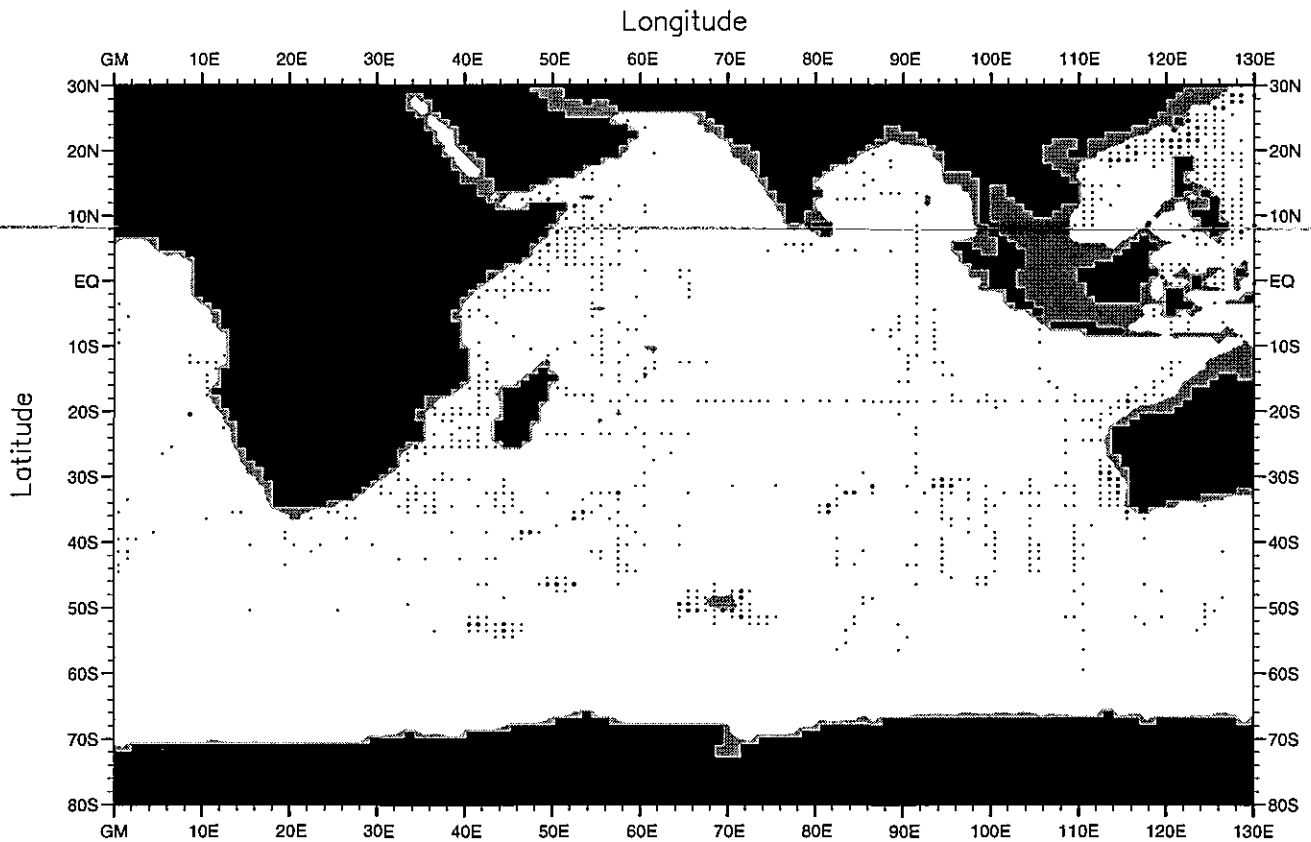 Longitude
GM 10E 20E 30E 40E 50E 60E 70E 80E 90E 100E 110E 120E 130E
30N 30N
20N 20N
10N 10N
EQ EQ
10S 10S
Latitude
20S 20S
30S 30S
40S 40S
50S 50S
60S 60S
70S 70S
80S 80S
GM 10E 20E 30E 40E 50E 60E 70E 80E 90E 100E 110E 120E 130E